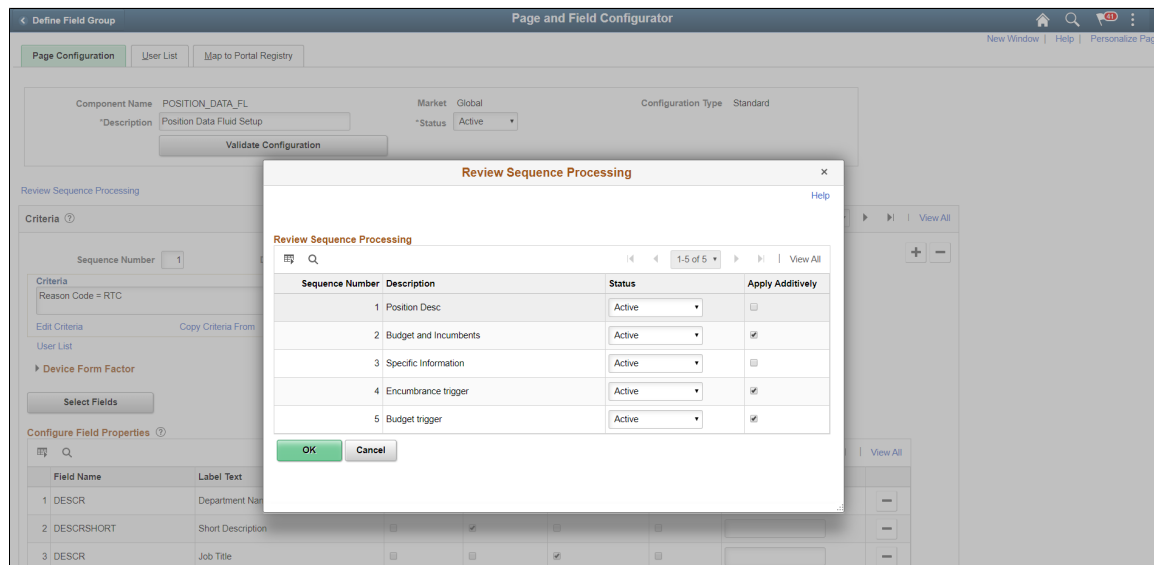 Define Field Group
Page and Field Configurator
41
New Window | Help | Personalize Pag
Page Configuration
User List
Map to Portal Registry
Component Name POSITION_DATA_FL
Market Global
Configuration Type Standard
*Description Position Data Fluid Setup
*Status Active
Validate Configuration
Review Sequence Processing
Criteria
View All
Sequence Number 1
Criteria
Reason Code = RTC
Edit Criteria
Copy Criteria From
User List
Device Form Factor
Select Fields
Configure Field Properties
View All
Field Name Label Text
1 DESCR Department Nan
2 DESCRSHORT Short Description
3 DESCR Job Title
Review Sequence Processing
×
Help
Review Sequence Processing
1-5 of 5
View All
Sequence Number Description Status Apply Additively
1 Position Desc Active
2 Budget and Incumbents Active
3 Specific Information Active
4 Encumbrance trigger Active
5 Budget trigger Active
OK
Cancel